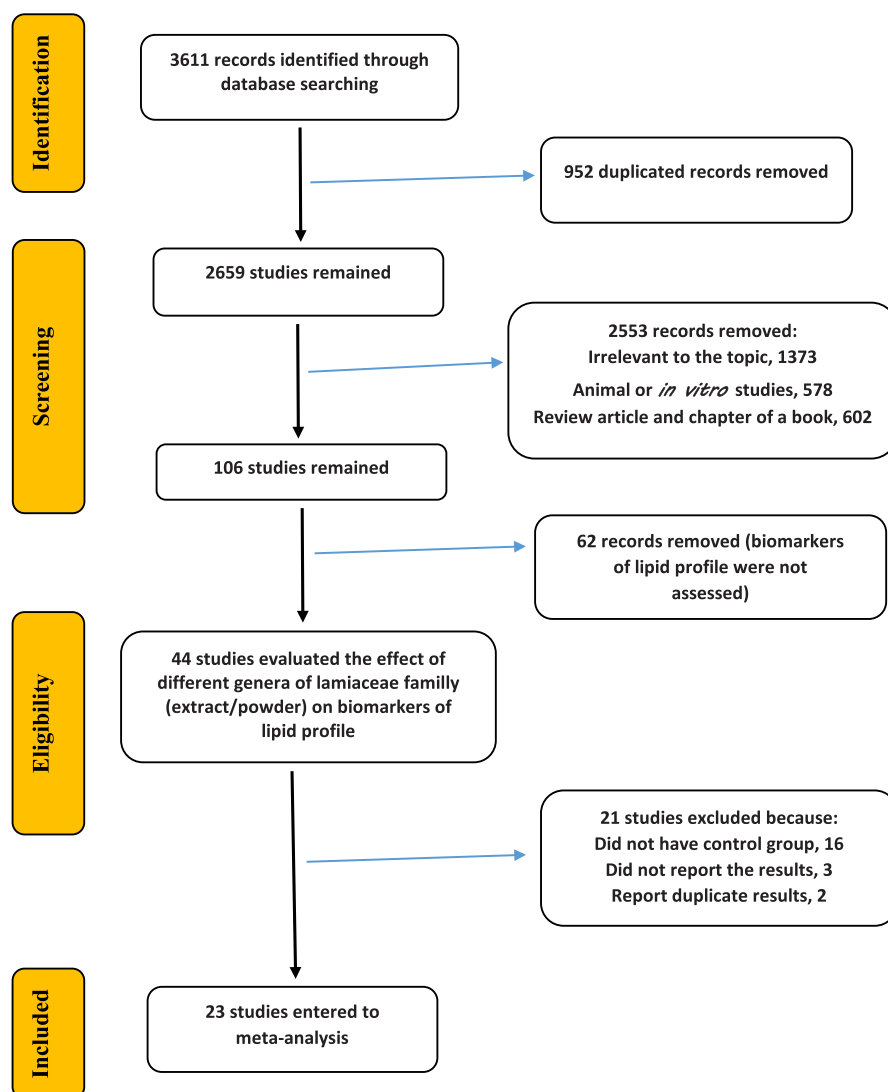 Identification
3611 records identified through
database searching
952 duplicated records removed
Screening
2659 studies remained
2553 records removed:
Irrelevant to the topic, 1373
Animal or in vitro studies, 578
Review article and chapter of a book, 602
106 studies remained
62 records removed (biomarkers
of lipid profile were not
assessed)
Eligibility
44 studies evaluated the effect of
different genera of lamiaceae familly
(extract/powder) on biomarkers of
lipid profile
21 studies excluded because:
Did not have control group, 16
Did not report the results, 3
Report duplicate results, 2
Included
23 studies entered to
meta-analysis